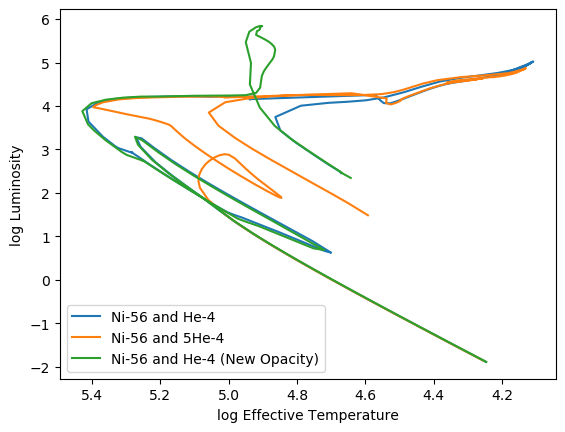 6
5
4
3
2
1
0
−1
−2
log Luminosity
Ni-56 and He-4
Ni-56 and 5He-4
Ni-56 and He-4 (New Opacity)
5.4 5.2 5.0 4.8 4.6 4.4 4.2
log Effective Temperature